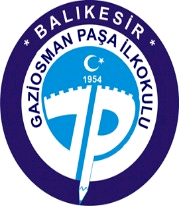 * BALIKESİR *
GAZİOSMAN PAŞA İLKOKULU
1954